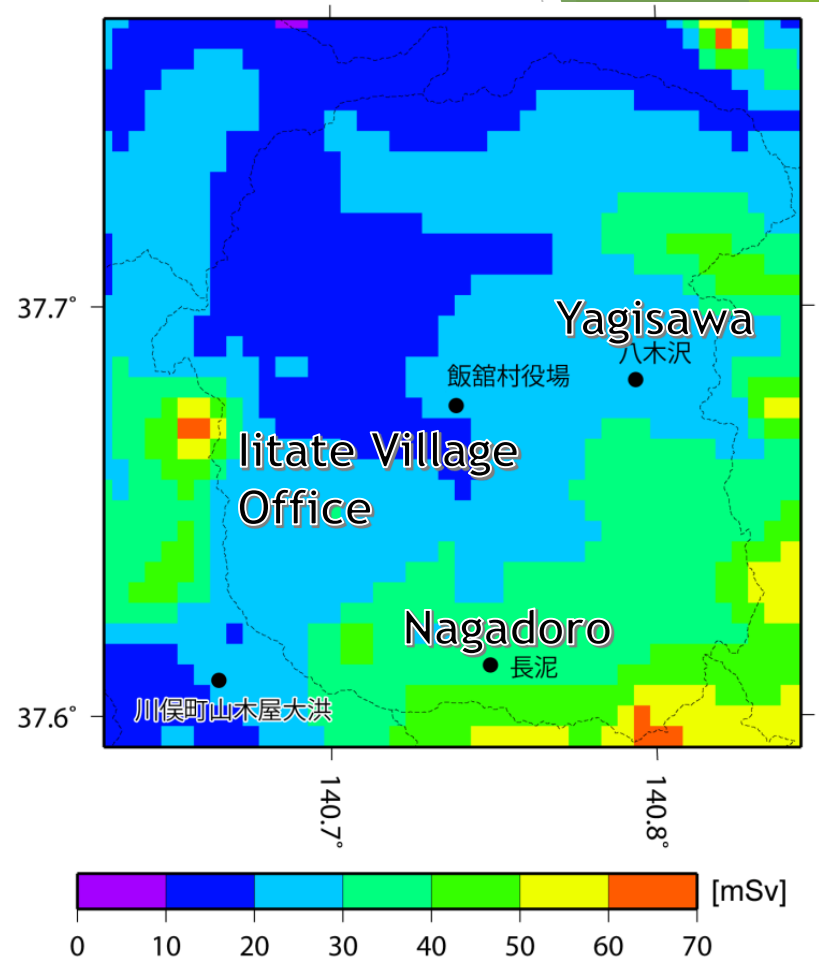 37.7°
Yagisawa
八木沢
飯舘村役場
Iitate Village
Office
Nagadoro
長泥
川俣町山木屋大洪
37.6°
140.7°
140.8°
[mSv]
0 10 20 30 40 50 60 70